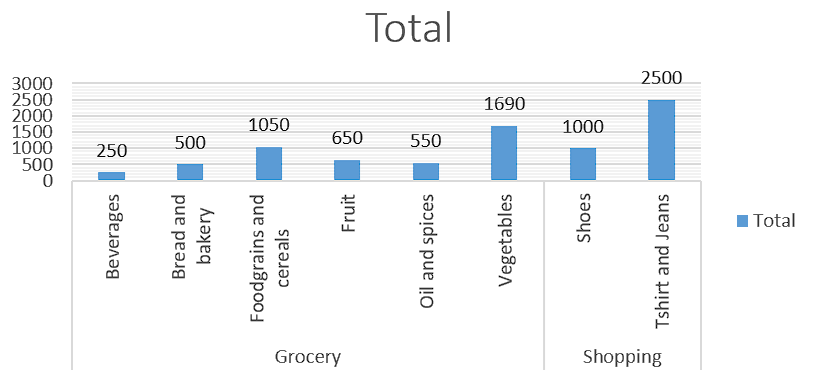 Total
3000
2500
2000
1500
1000
500
0
250
500
1050
650
550
1690
1000
2500
Beverages
Bread and
bakery
Foodgrains and
cereals
Fruit
Oil and spices
Vegetables
Shoes
Tshirt and Jeans
Grocery
Shopping
Total